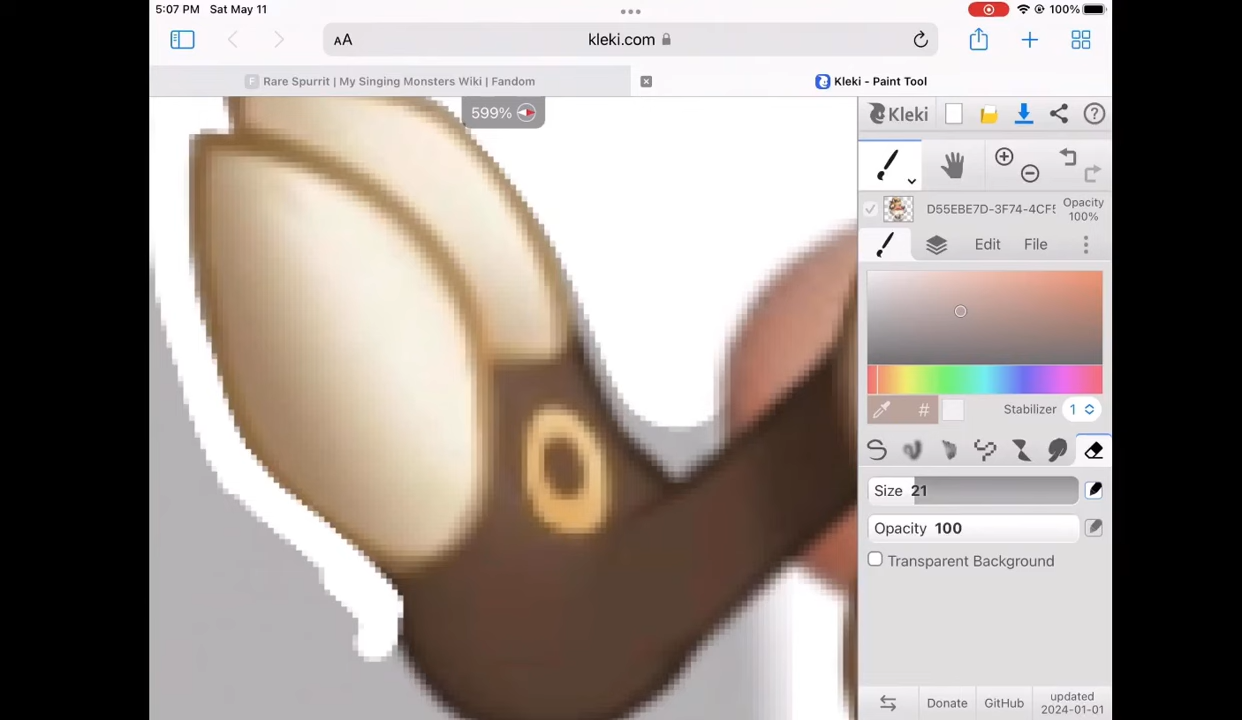 5:07 PM Sat May 11
100%
AA
kleki.com
F Rare Spurrit | My Singing Monsters Wiki | Fandom
Kleki - Paint Tool
599%
Kleki
D55EBE7D-3F74-4CF5
Opacity
100%
Edit File
# Stabilizer 1
Size 21
Opacity 100
Transparent Background
Donate GitHub updated
2024-01-01